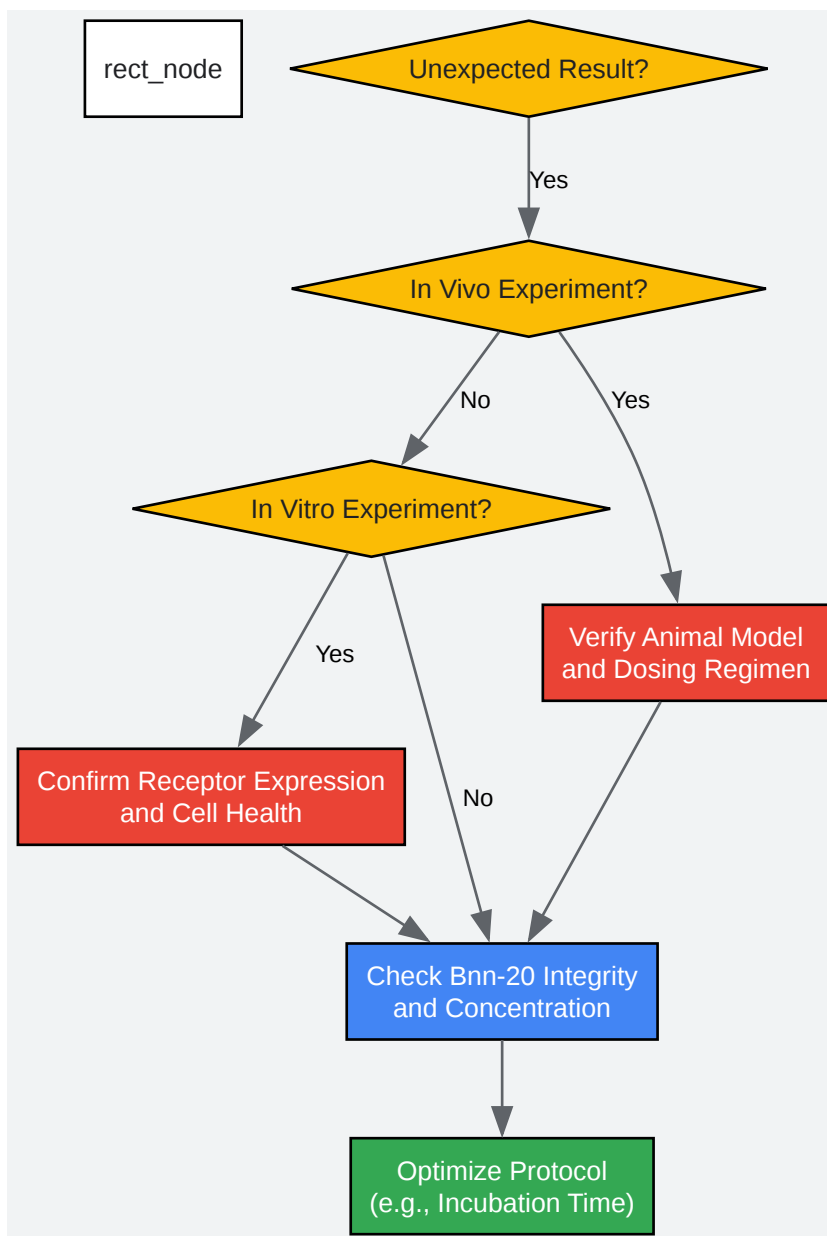 rect_node
Unexpected Result?
Yes
In Vivo Experiment?
No
Yes
In Vitro Experiment?
Verify Animal Model
and Dosing Regimen
Yes
Confirm Receptor Expression
and Cell Health
No
Check Bnn-20 Integrity
and Concentration
Optimize Protocol
(e.g., Incubation Time)